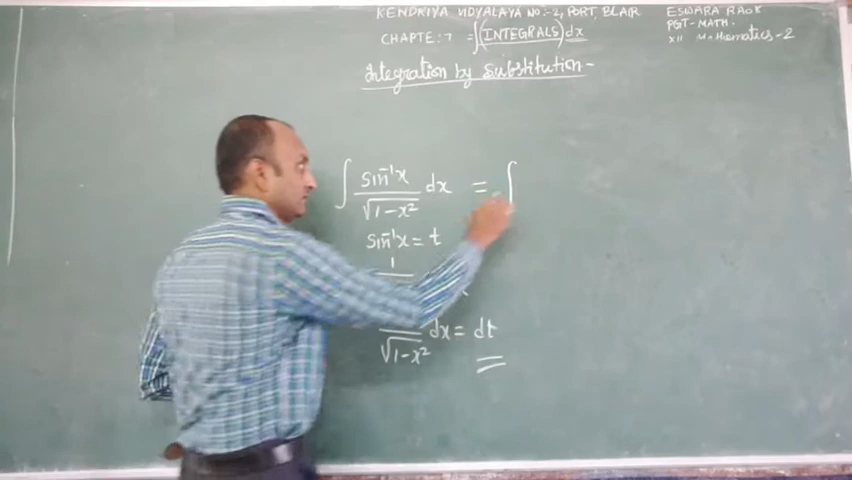 KENDRIYA VIDYALAYA NO:-2, PORT, BLAIR
CHAPTE: 7 =∫(INTEGRALS)dx
ESWARA RAO K
PGT-MATH.
XII Mathematics-2
Integration by Substitution-
∫ sin⁻¹x / √1-x² dx = ∫
sin⁻¹x = t
1
/ √1-x² dx = dt